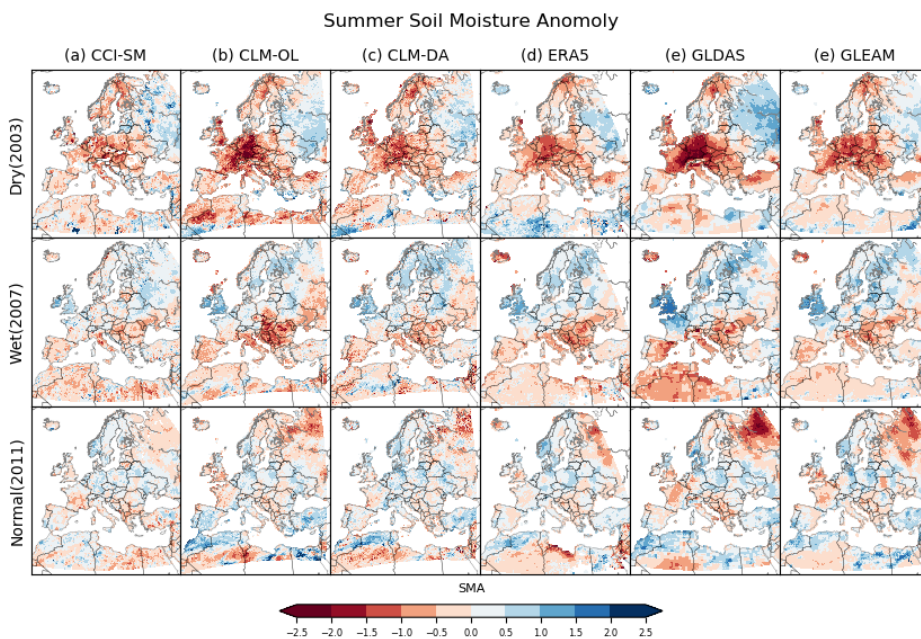 Summer Soil Moisture Anomoly
(a) CCI-SM (b) CLM-OL (c) CLM-DA (d) ERA5 (e) GLDAS (e) GLEAM
Dry(2003)
Wet(2007)
Normal(2011)
SMA
−2.5 −2.0 −1.5 −1.0 −0.5 0.0 0.5 1.0 1.5 2.0 2.5